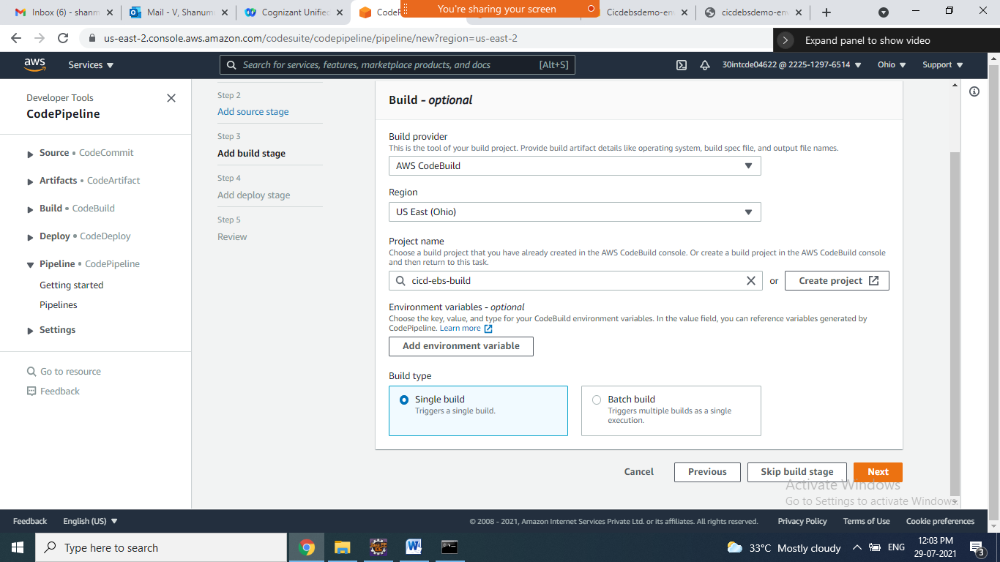 Inbox (6) - shanm
Mail - V, Shanumu
Cognizant Unified
CodeP
You're sharing your screen
Cicdebsdemo-env
cicdebsdemo-env
us-east-2.console.aws.amazon.com/codesuite/codepipeline/pipeline/new?region=us-east-2
Expand panel to show video
aws
Services
Search for services, features, marketplace products, and docs
[Alt+S]
30intcde04622 @ 2225-1297-6514
Ohio
Support
Developer Tools
CodePipeline
Source • CodeCommit
Artifacts • CodeArtifact
Build • CodeBuild
Deploy • CodeDeploy
Pipeline • CodePipeline
Getting started
Pipelines
Settings
Go to resource
Feedback
Step 2
Add source stage
Step 3
Add build stage
Step 4
Add deploy stage
Step 5
Review
Build - optional
Build provider
This is the tool of your build project. Provide build artifact details like operating system, build spec file, and output file names.
AWS CodeBuild
Region
US East (Ohio)
Project name
Choose a build project that you have already created in the AWS CodeBuild console. Or create a build project in the AWS CodeBuild console
and then return to this task.
cicd-ebs-build
or
Create project
Environment variables - optional
Choose the key, value, and type for your CodeBuild environment variables. In the value field, you can reference variables generated by
CodePipeline. Learn more
Add environment variable
Build type
Single build
Triggers a single build.
Batch build
Triggers multiple builds as a single
execution.
Cancel
Previous
Skip build stage
Next
Activate Windows
Go to Settings to activate Windows.
Feedback
English (US)
© 2008 - 2021, Amazon Internet Services Private Ltd. or its affiliates. All rights reserved.
Privacy Policy
Terms of Use
Cookie preferences
Type here to search
33°C Mostly cloudy
ENG
12:03 PM
29-07-2021
3